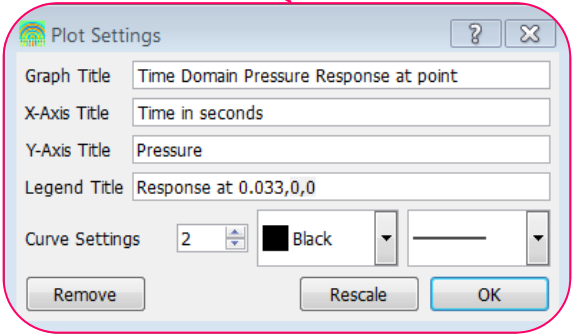 Plot Settings
Graph Title Time Domain Pressure Response at point
X-Axis Title Time in seconds
Y-Axis Title Pressure
Legend Title Response at 0.033,0,0
Curve Settings 2 Black
Remove Rescale OK